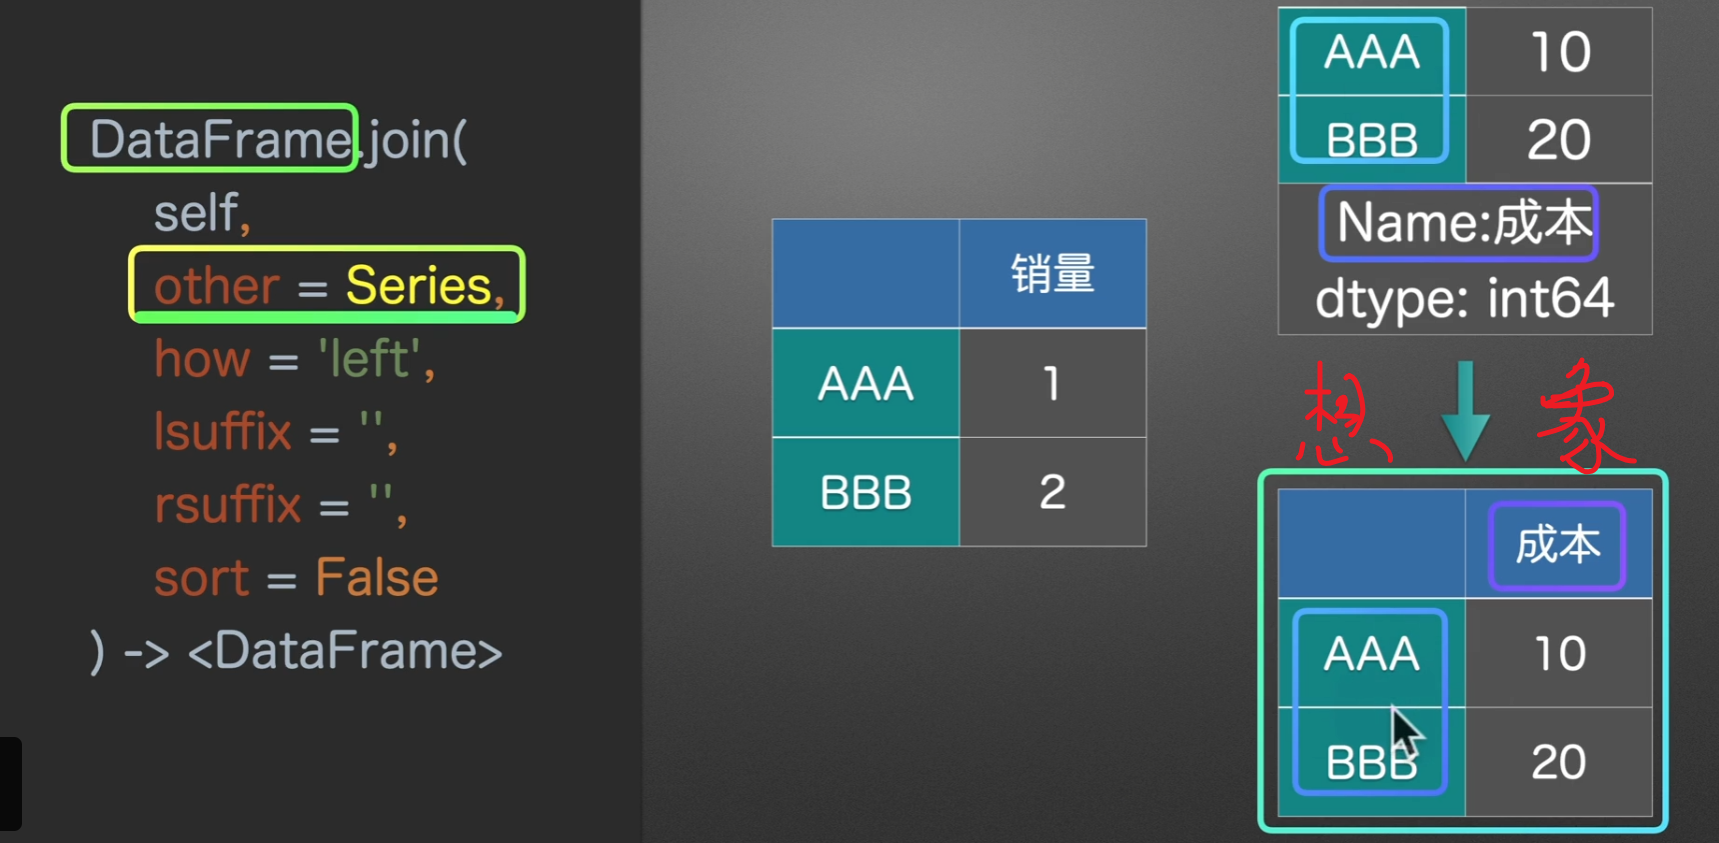 DataFrame.join(
self,
other = Series,
how = 'left',
lsuffix = '',
rsuffix = '',
sort = False
) -> <DataFrame>
销量
AAA 1
BBB 2
AAA 10
BBB 20
Name:成本
dtype: int64
想 象
成本
AAA 10
BBB 20